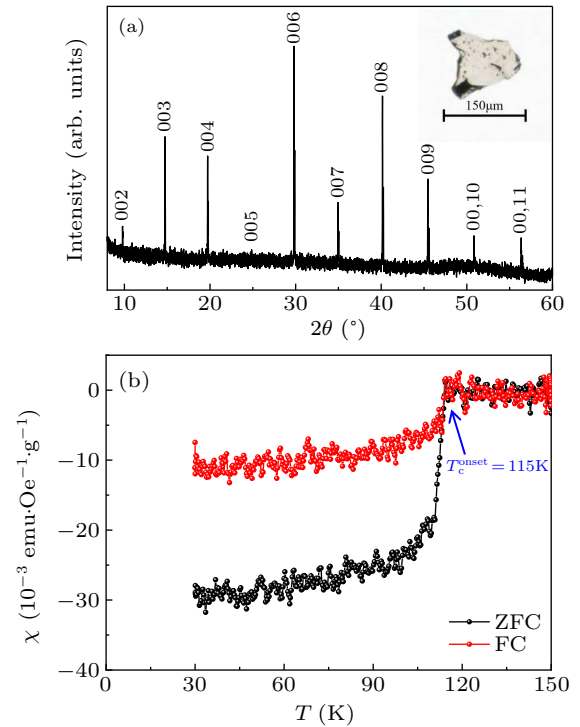 (a)
Intensity (arb. units)
002
003
004
005
006
007
008
009
00,10
00,11
150μm
10
20
30
40
50
60
2θ (°)
(b)
χ (10⁻³ emu·Oe⁻¹·g⁻¹)
0
−10
−20
−30
−40
T_c^onset = 115K
ZFC
FC
0
30
60
90
120
150
T (K)